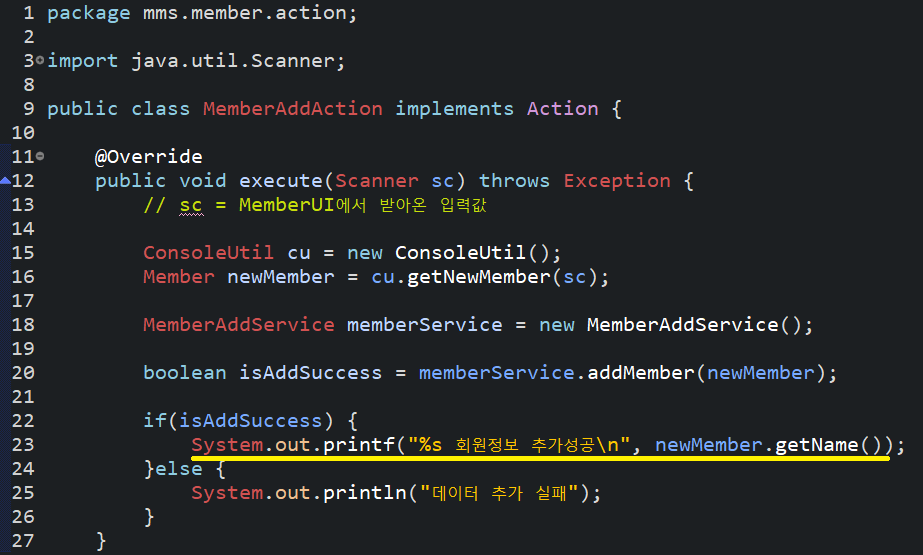 1 package mms.member.action;
2
3 import java.util.Scanner;
8
9 public class MemberAddAction implements Action {
10
11 @Override
12 public void execute(Scanner sc) throws Exception {
13 // sc = MemberUI에서 받아온 입력값
14
15 ConsoleUtil cu = new ConsoleUtil();
16 Member newMember = cu.getNewMember(sc);
17
18 MemberAddService memberService = new MemberAddService();
19
20 boolean isAddSuccess = memberService.addMember(newMember);
21
22 if(isAddSuccess) {
23 System.out.printf("%s 회원정보 추가성공\n", newMember.getName());
24 }else {
25 System.out.println("데이터 추가 실패");
26 }
27 }